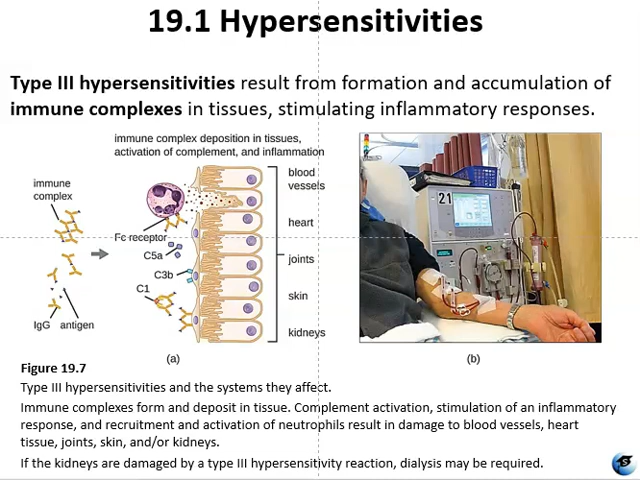 19.1 Hypersensitivities
Type III hypersensitivities result from formation and accumulation of
immune complexes in tissues, stimulating inflammatory responses.
immune complex deposition in tissues,
activation of complement, and inflammation
immune
complex
Fc receptor
C5a
C3b
C1
IgG antigen
blood
vessels
heart
joints
skin
kidneys
21
(a)
(b)
Figure 19.7
Type III hypersensitivities and the systems they affect.
Immune complexes form and deposit in tissue. Complement activation, stimulation of an inflammatory
response, and recruitment and activation of neutrophils result in damage to blood vessels, heart
tissue, joints, skin, and/or kidneys.
If the kidneys are damaged by a type III hypersensitivity reaction, dialysis may be required.
S